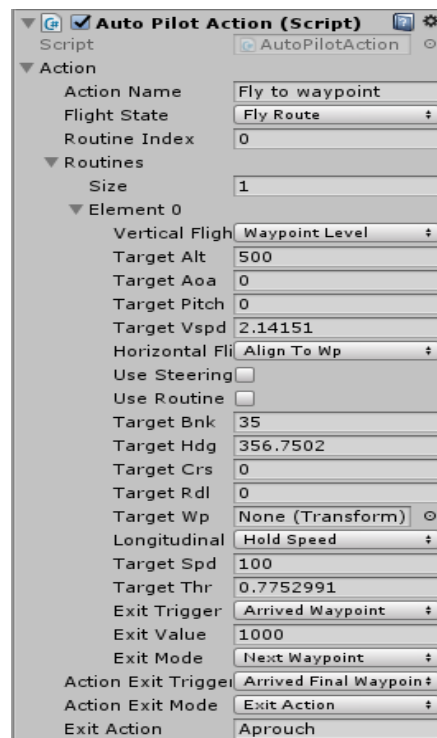 Auto Pilot Action (Script)
Script AutoPilotAction
Action
Action Name Fly to waypoint
Flight State Fly Route
Routine Index 0
Routines
Size 1
Element 0
Vertical Fligh Waypoint Level
Target Alt 500
Target Aoa 0
Target Pitch 0
Target Vspd 2.14151
Horizontal Fli Align To Wp
Use Steering
Use Routine
Target Bnk 35
Target Hdg 356.7502
Target Crs 0
Target Rdl 0
Target Wp None (Transform)
Longitudinal Hold Speed
Target Spd 100
Target Thr 0.7752991
Exit Trigger Arrived Waypoint
Exit Value 1000
Exit Mode Next Waypoint
Action Exit Trigger Arrived Final Waypoin
Action Exit Mode Exit Action
Exit Action Aprouch